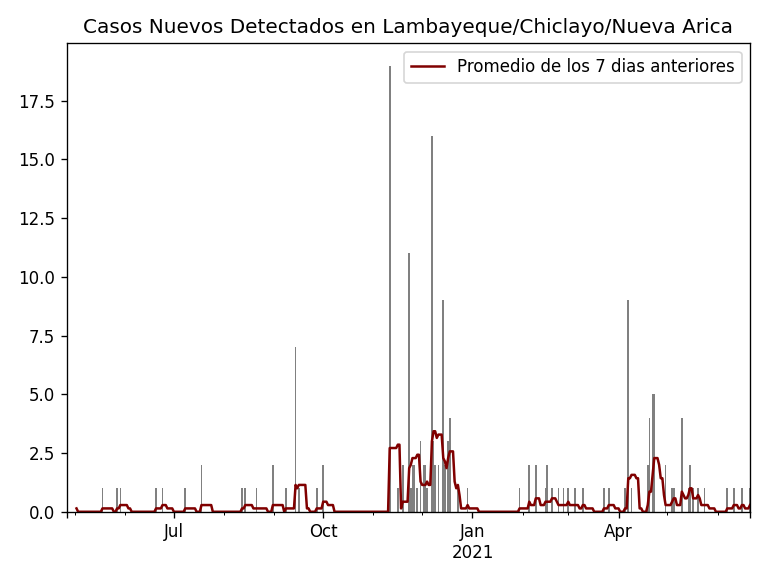 Casos Nuevos Detectados en Lambayeque/Chiclayo/Nueva Arica
Promedio de los 7 dias anteriores
17.5
15.0
12.5
10.0
7.5
5.0
2.5
0.0
Jul
Oct
Jan
2021
Apr